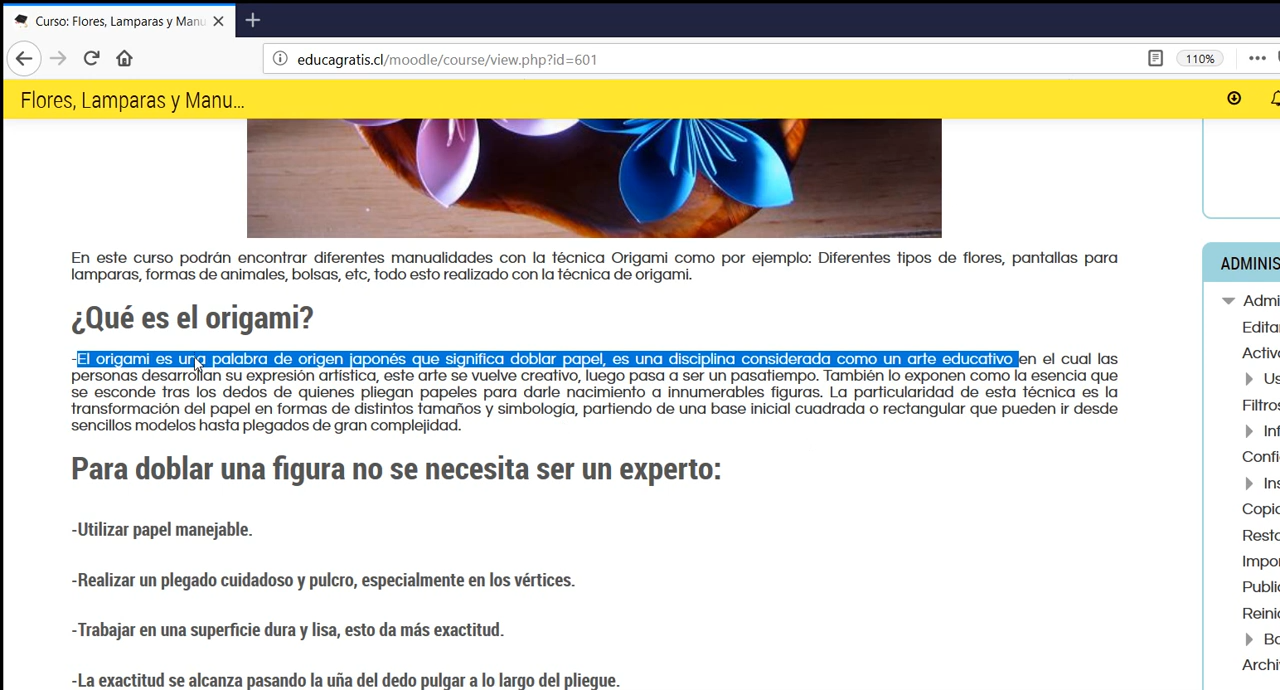 Curso: Flores, Lamparas y Manu
educagratis.cl/moodle/course/view.php?id=601
110%
Flores, Lamparas y Manu...
En este curso podrán encontrar diferentes manualidades con la técnica Origami como por ejemplo: Diferentes tipos de flores, pantallas para
lamparas, formas de animales, bolsas, etc, todo esto realizado con la técnica de origami.
¿Qué es el origami?
-El origami es una palabra de origen japonés que significa doblar papel, es una disciplina considerada como un arte educativo en el cual las
personas desarrollan su expresión artística, este arte se vuelve creativo, luego pasa a ser un pasatiempo. También lo exponen como la esencia que
se esconde tras los dedos de quienes pliegan papeles para darle nacimiento a innumerables figuras. La particularidad de esta técnica es la
transformación del papel en formas de distintos tamaños y simbología, partiendo de una base inicial cuadrada o rectangular que pueden ir desde
sencillos modelos hasta plegados de gran complejidad.
Para doblar una figura no se necesita ser un experto:
-Utilizar papel manejable.
-Realizar un plegado cuidadoso y pulcro, especialmente en los vértices.
-Trabajar en una superficie dura y lisa, esto da más exactitud.
-La exactitud se alcanza pasando la uña del dedo pulgar a lo largo del pliegue.
ADMINIS
Admi
Editar
Activa
Us
Filtros
Inf
Confi
Ins
Copia
Resta
Impor
Public
Reinic
Ba
Archi